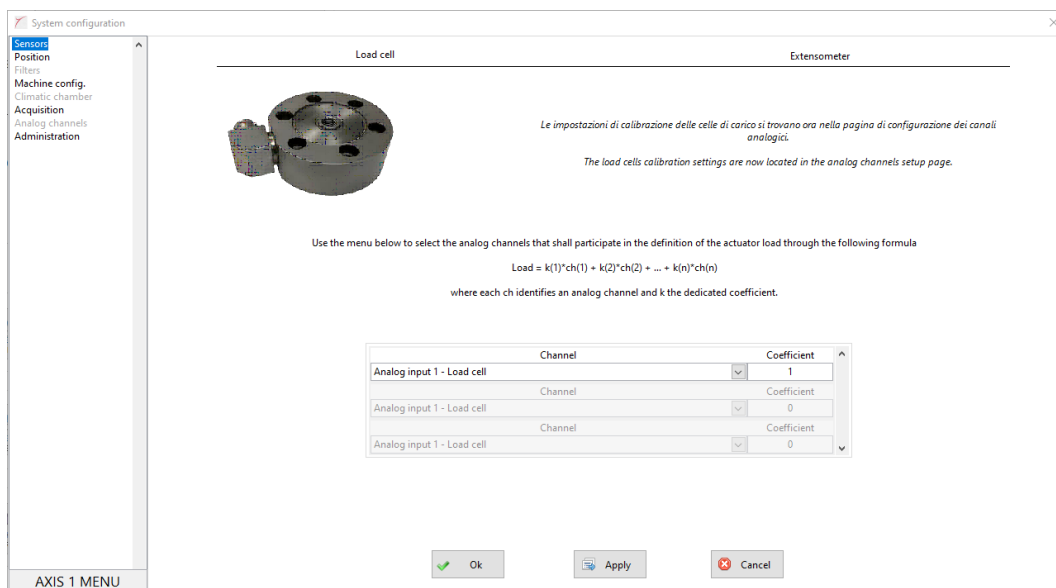 System configuration
Sensors
Position
Filters
Machine config.
Climatic chamber
Acquisition
Analog channels
Administration
AXIS 1 MENU
Load cell
Extensometer
Le impostazioni di calibrazione delle celle di carico si trovano ora nella pagina di configurazione dei canali
analogici.
The load cells calibration settings are now located in the analog channels setup page.
Use the menu below to select the analog channels that shall participate in the definition of the actuator load through the following formula
Load = k(1)*ch(1) + k(2)*ch(2) + ... + k(n)*ch(n)
where each ch identifies an analog channel and k the dedicated coefficient.
Channel Coefficient
Analog input 1 - Load cell 1
Channel Coefficient
Analog input 1 - Load cell 0
Channel Coefficient
Analog input 1 - Load cell 0
Ok Apply Cancel